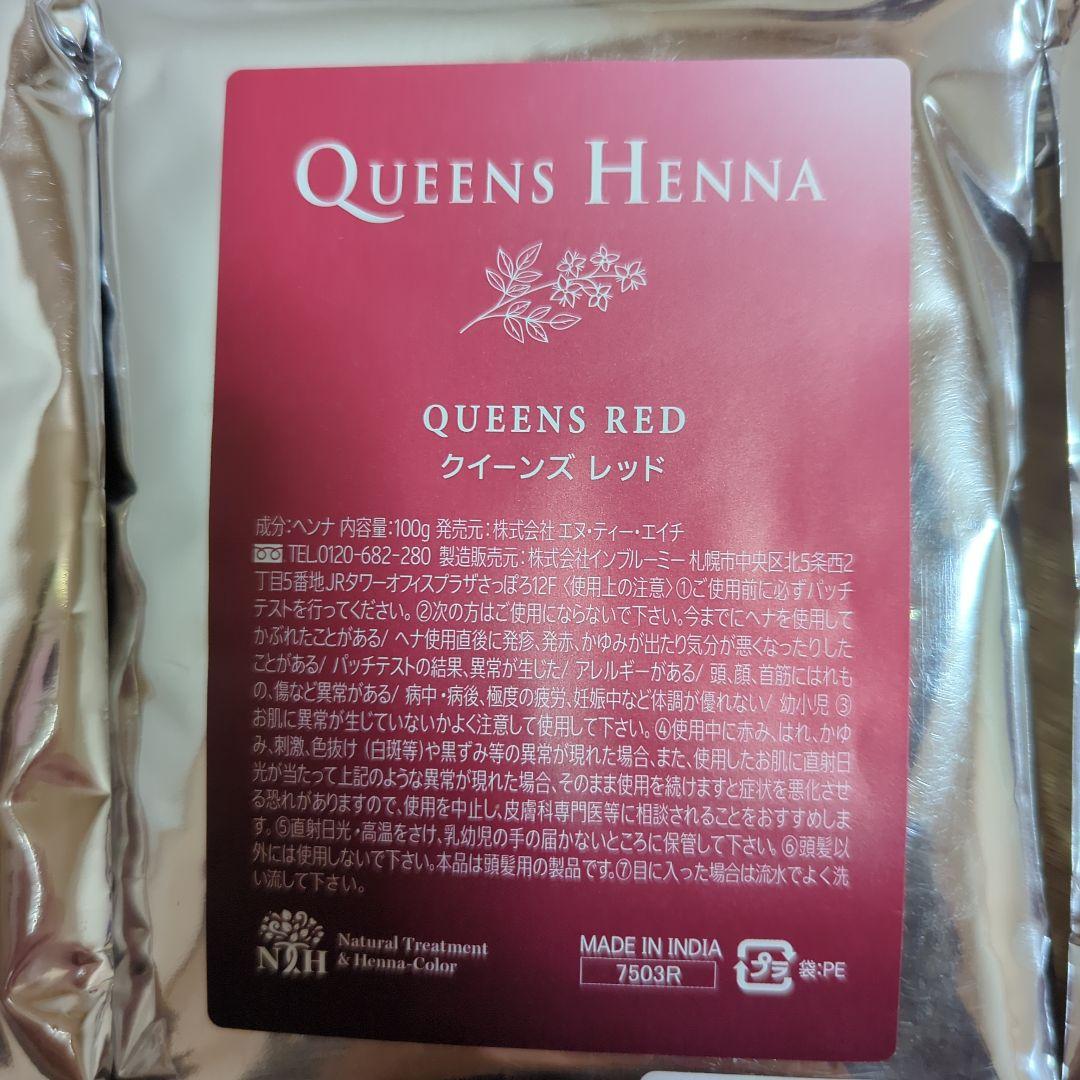 QUEENS HENNA
QUEENS RED
クイーンズ レッド
成分:ヘンナ 内容量:100g 発売元:株式会社 エヌ・ティー・エイチ
TEL.0120-682-280 製造販売元:株式会社インブルーミー 札幌市中央区北5条西2
丁目5番地JRタワーオフィスプラザさっぽろ12F 〈使用上の注意〉①ご使用前に必ずパッチ
テストを行ってください。②次の方はご使用にならないで下さい。今までにヘナを使用して
かぶれたことがある/ ヘナ使用直後に発疹、発赤、かゆみが出たり気分が悪くなったりした
ことがある/ パッチテストの結果、異常が生じた/ アレルギーがある/ 頭、顔、首筋にはれも
の、傷など異常がある/ 病中・病後、極度の疲労、妊娠中など体調が優れない/ 幼小児 ③
お肌に異常が生じていないかよく注意して使用して下さい。④使用中に赤み、はれ、かゆ
み、刺激、色抜け (白斑等)や黒ずみ等の異常が現れた場合、また、使用したお肌に直射日
光が当たって上記のような異常が現れた場合、そのまま使用を続けますと症状を悪化させ
る恐れがありますので、使用を中止し、皮膚科専門医等に相談されることをおすすめしま
す。⑤直射日光・高温をさけ、乳幼児の手の届かないところに保管して下さい。⑥頭髪以
外には使用しないで下さい。本品は頭髪用の製品です。⑦目に入った場合は流水でよく洗
い流して下さい。
NTH
Natural Treatment
& Henna-Color
MADE IN INDIA
7503R
プラ 袋:PE